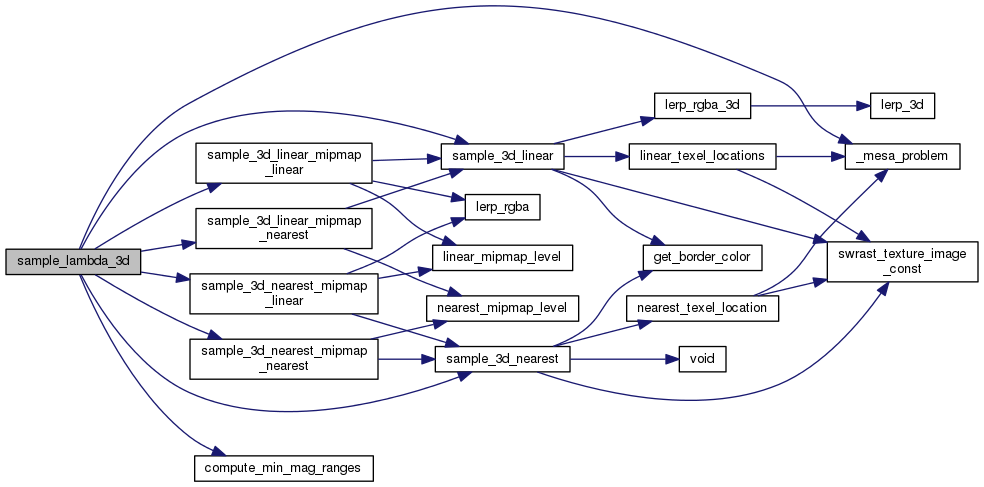 sample_lambda_3d
sample_3d_linear_mipmap
_linear
sample_3d_linear_mipmap
_nearest
sample_3d_nearest_mipmap
_linear
sample_3d_nearest_mipmap
_nearest
compute_min_mag_ranges
sample_3d_linear
lerp_rgba
linear_mipmap_level
nearest_mipmap_level
sample_3d_nearest
lerp_rgba_3d
linear_texel_locations
get_border_color
nearest_texel_location
void
lerp_3d
_mesa_problem
swrast_texture_image
_const